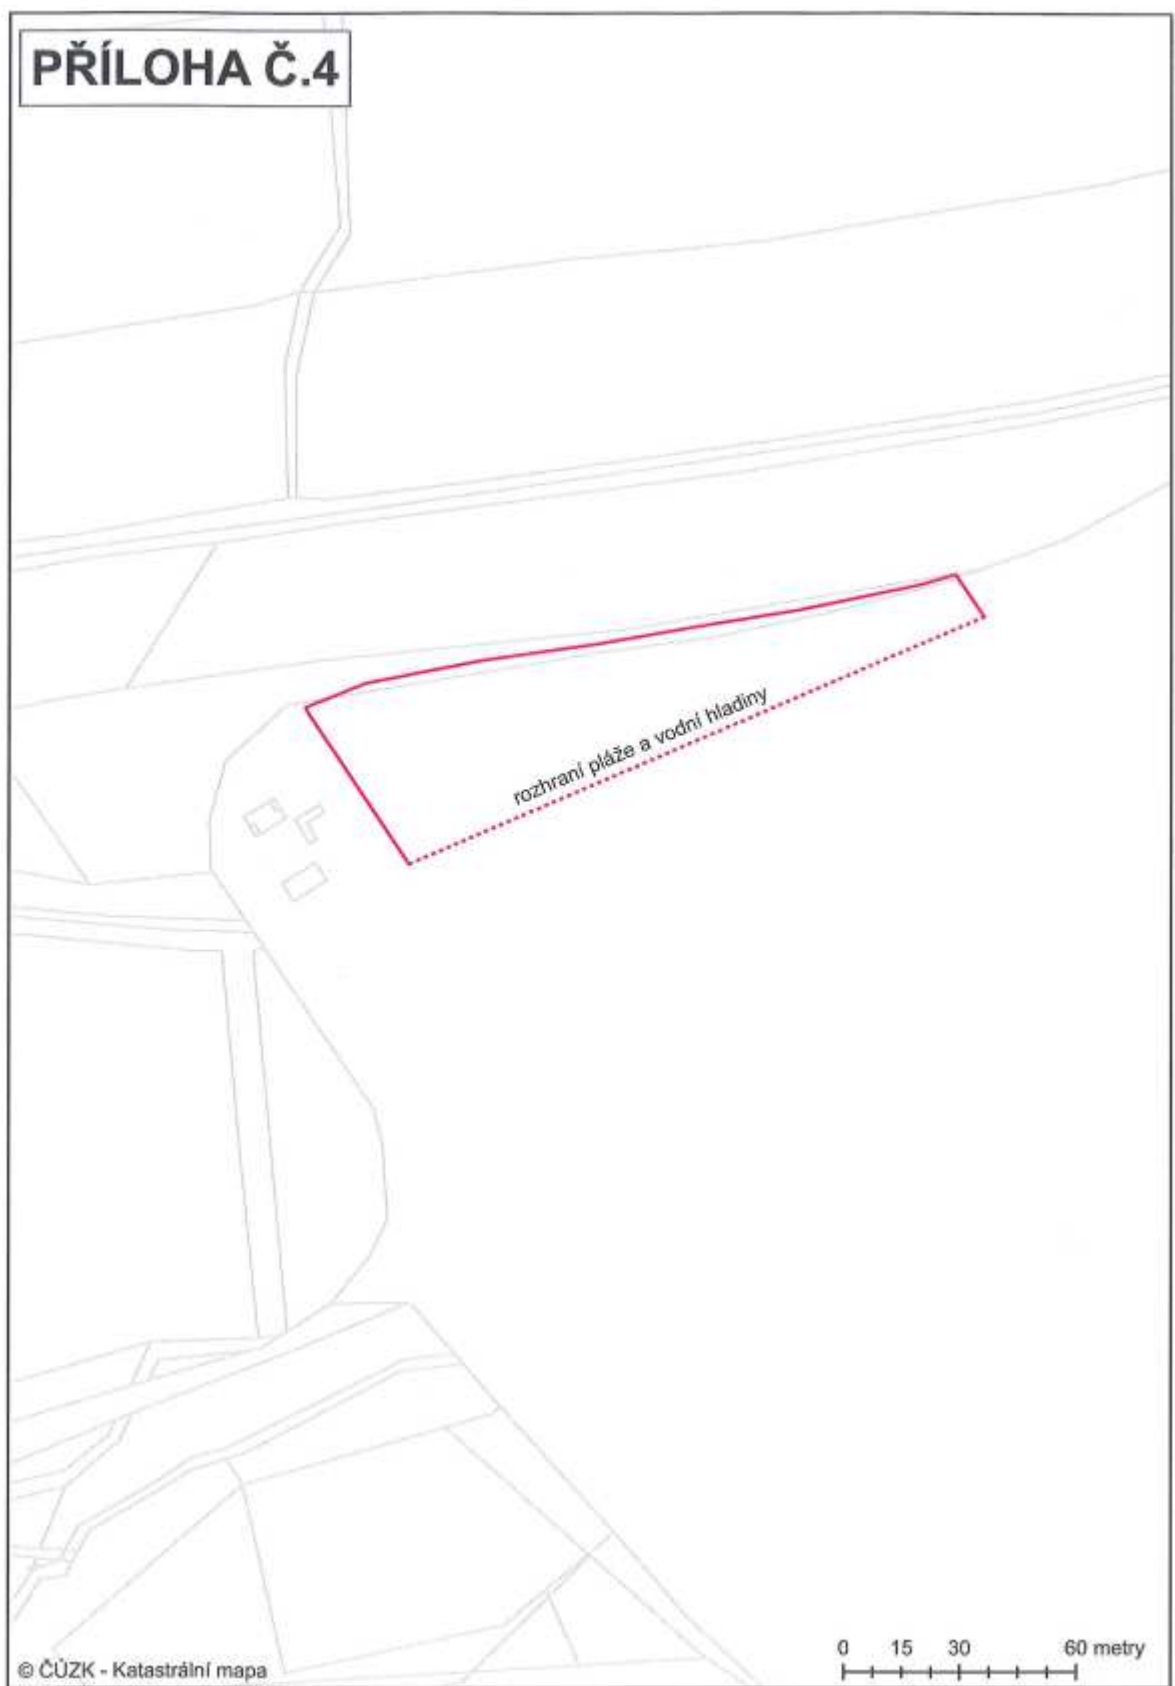 PŘÍLOHA Č.4
rozhraní pláže a vodní hladiny
0 15 30 60 metry
© ČÚZK - Katastrální mapa